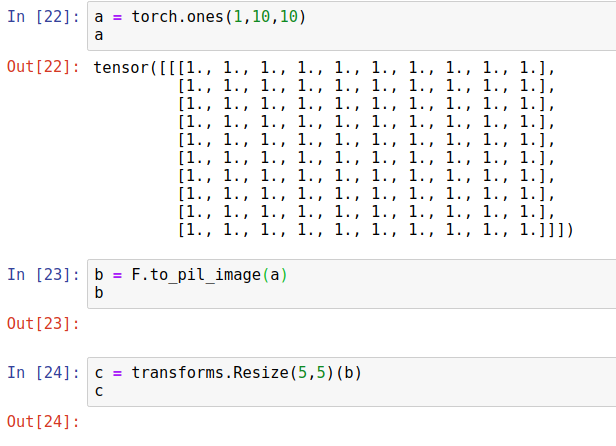 In [22]: a = torch.ones(1,10,10)
a
Out[22]: tensor([[[1., 1., 1., 1., 1., 1., 1., 1., 1., 1.],
[1., 1., 1., 1., 1., 1., 1., 1., 1., 1.],
[1., 1., 1., 1., 1., 1., 1., 1., 1., 1.],
[1., 1., 1., 1., 1., 1., 1., 1., 1., 1.],
[1., 1., 1., 1., 1., 1., 1., 1., 1., 1.],
[1., 1., 1., 1., 1., 1., 1., 1., 1., 1.],
[1., 1., 1., 1., 1., 1., 1., 1., 1., 1.],
[1., 1., 1., 1., 1., 1., 1., 1., 1., 1.],
[1., 1., 1., 1., 1., 1., 1., 1., 1., 1.],
[1., 1., 1., 1., 1., 1., 1., 1., 1., 1.]]])
In [23]: b = F.to_pil_image(a)
b
Out[23]:
In [24]: c = transforms.Resize(5,5)(b)
c
Out[24]: